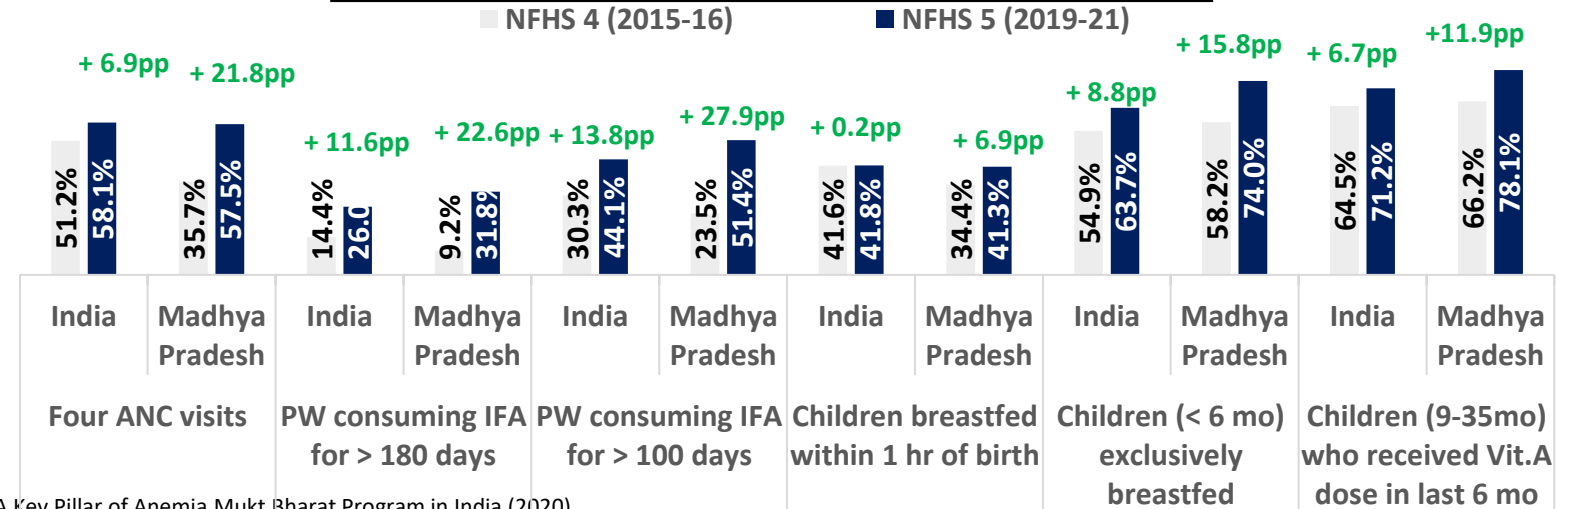 NFHS 4 (2015-16) NFHS 5 (2019-21)
+ 6.9pp + 21.8pp + 11.6pp + 22.6pp + 13.8pp + 27.9pp + 0.2pp + 6.9pp + 8.8pp + 15.8pp + 6.7pp +11.9pp
51.2% 58.1% 35.7% 57.5% 14.4% 26.0 9.2% 31.8% 30.3% 44.1% 23.5% 51.4% 41.6% 41.8% 34.4% 41.3% 54.9% 63.7% 58.2% 74.0% 64.5% 71.2% 66.2% 78.1%
India Madhya Pradesh India Madhya Pradesh India Madhya Pradesh India Madhya Pradesh India Madhya Pradesh India Madhya Pradesh
Four ANC visits
PW consuming IFA
for > 180 days
PW consuming IFA
for > 100 days
Children breastfed
within 1 hr of birth
Children (< 6 mo)
exclusively
breastfed
Children (9-35mo)
who received Vit.A
dose in last 6 mo
A Key Pillar of Anemia Mukt Bharat Program in India (2020)